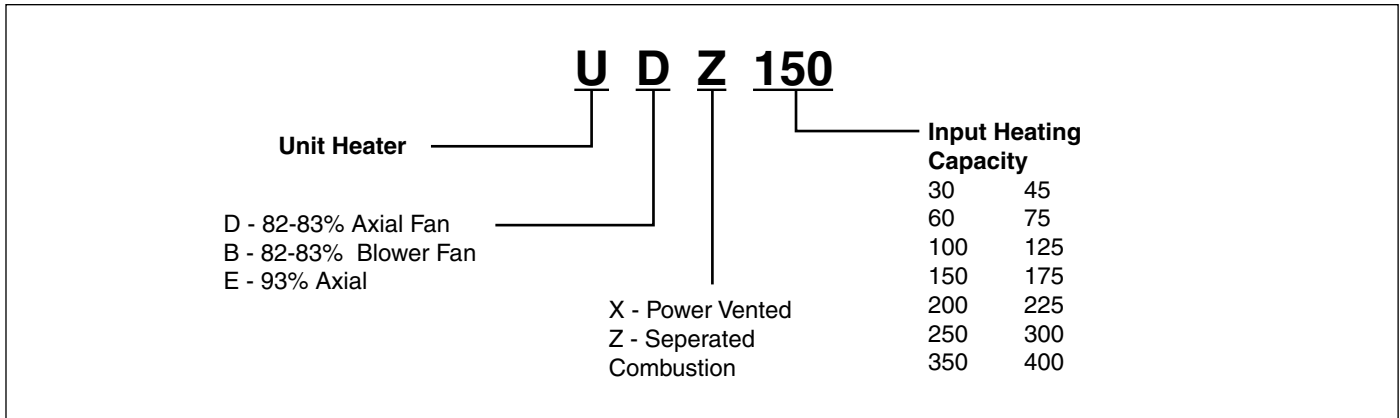 U D Z 150
Unit Heater
D - 82-83% Axial Fan
B - 82-83% Blower Fan
E - 93% Axial
X - Power Vented
Z - Seperated
Combustion
Input Heating
Capacity
30 45
60 75
100 125
150 175
200 225
250 300
350 400